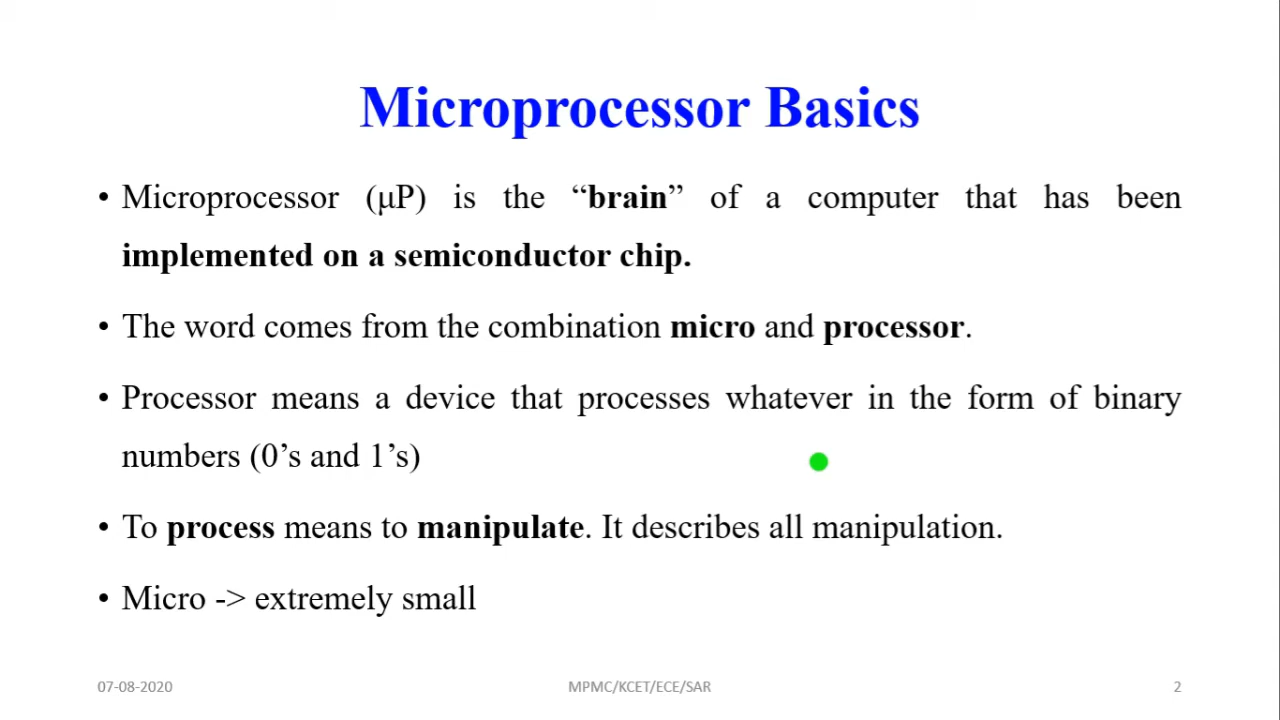 Microprocessor Basics
• Microprocessor (μP) is the “brain” of a computer that has been
implemented on a semiconductor chip.
• The word comes from the combination micro and processor.
• Processor means a device that processes whatever in the form of binary
numbers (0’s and 1’s)
• To process means to manipulate. It describes all manipulation.
• Micro -> extremely small
07-08-2020
MPMC/KCET/ECE/SAR
2